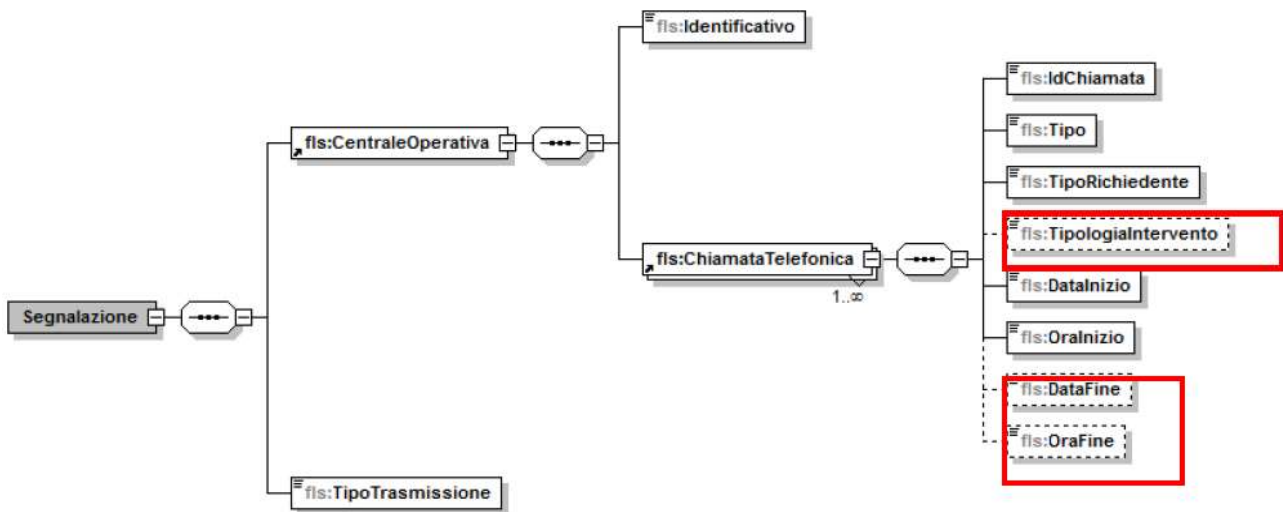 fls:Identificativo
fls:IdChiamata
fls:CentraleOperativa
fls:Tipo
fls:TipoRichiedente
fls:TipologiaIntervento
fls:ChiamataTelefonica
1..∞
fls:DataInizio
Segnalazione
fls:OraInizio
fls:DataFine
fls:OraFine
fls:TipoTrasmissione